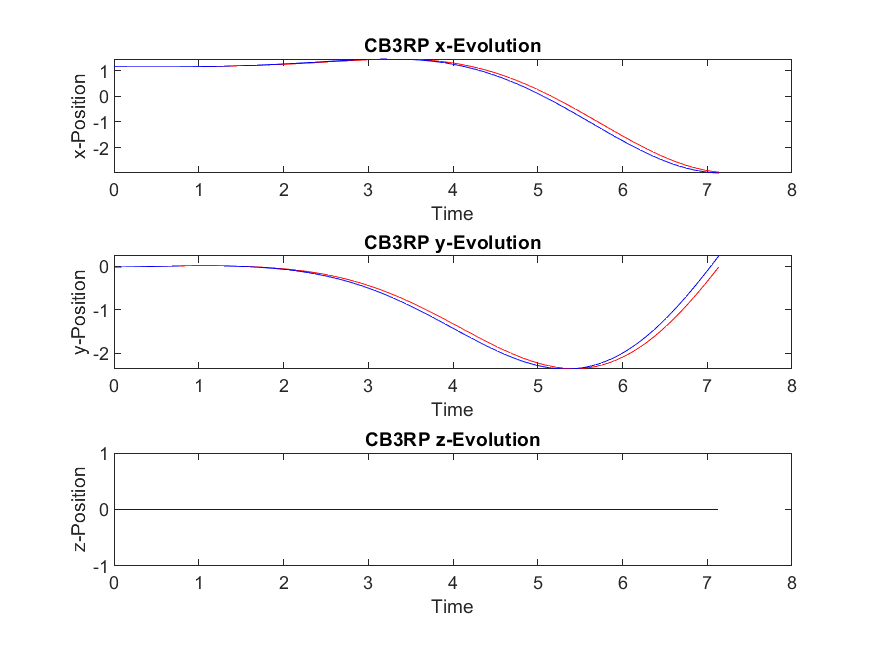 CB3RP x-Evolution
1
0
-1
-2
x-Position
0 1 2 3 4 5 6 7 8
Time
CB3RP y-Evolution
0
-1
-2
y-Position
0 1 2 3 4 5 6 7 8
Time
CB3RP z-Evolution
1
0
-1
z-Position
0 1 2 3 4 5 6 7 8
Time